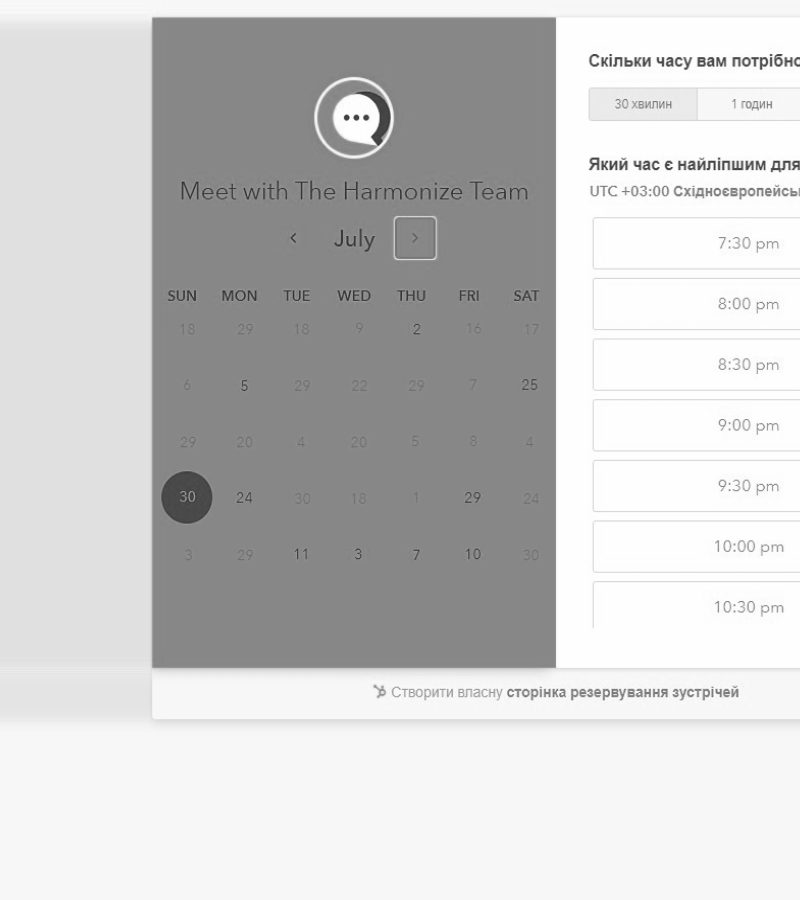 Meet with The Harmonize Team
July
SUN MON TUE WED THU FRI SAT
18 29 18 9 2 16 17
6 5 29 22 29 7 25
29 20 4 20 5 8 4
30 24 30 18 1 29 24
3 29 11 3 7 10 30
Скільки часу вам потрібно
30 хвилин 1 годин
Який час є найліпшим для
UTC +03:00 Східноєвропейсь
7:30 pm
8:00 pm
8:30 pm
9:00 pm
9:30 pm
10:00 pm
10:30 pm
Створити власну сторінка резервування зустрічей